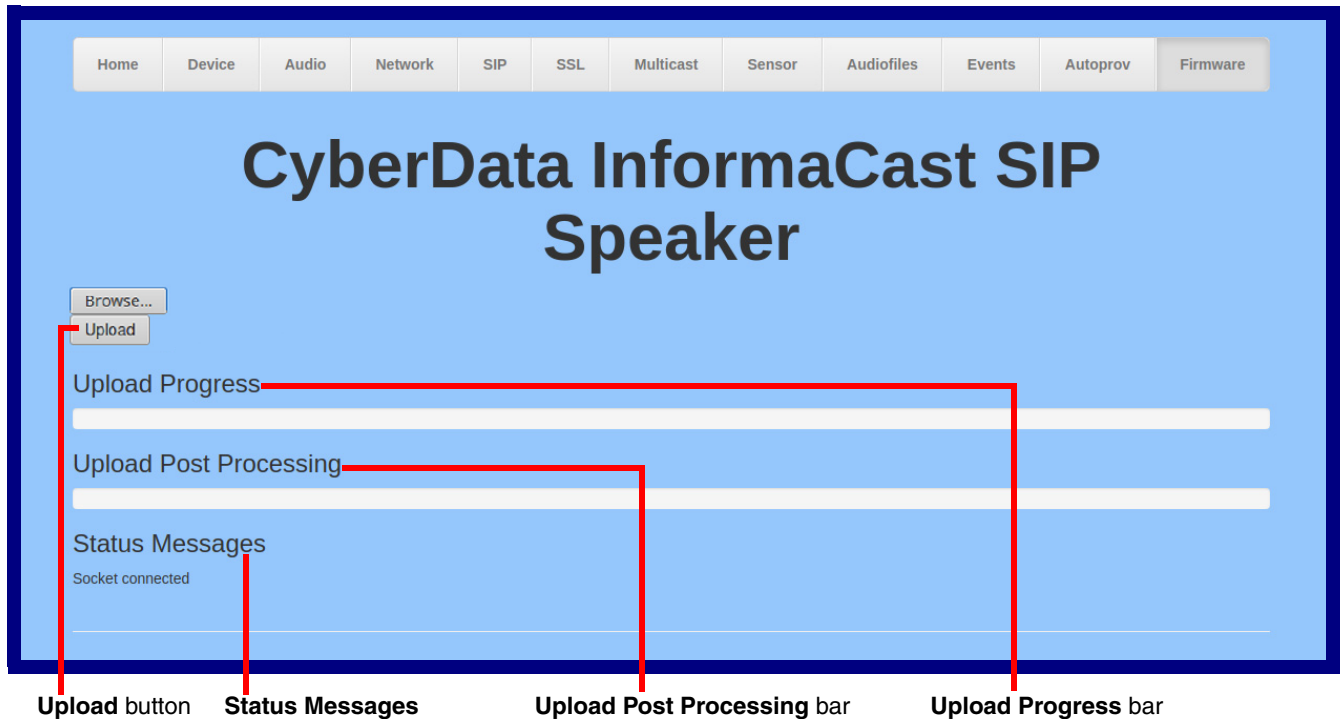 Home Device Audio Network SIP SSL Multicast Sensor Audiofiles Events Autoprov Firmware
CyberData InformaCast SIP
Speaker
Browse...
Upload
Upload Progress
Upload Post Processing
Status Messages
Socket connected
Upload button Status Messages Upload Post Processing bar Upload Progress bar